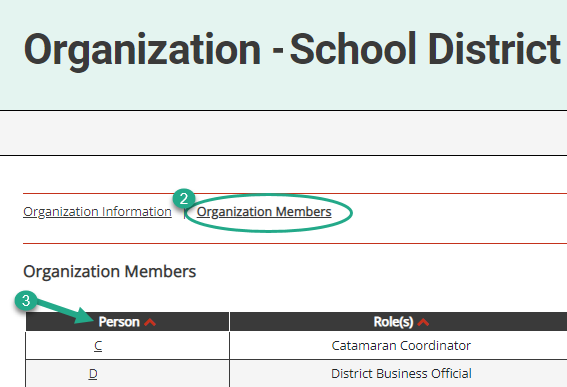 Organization - School District
2
Organization Information | Organization Members
Organization Members
3
Person Role(s)
C Catamaran Coordinator
D District Business Official